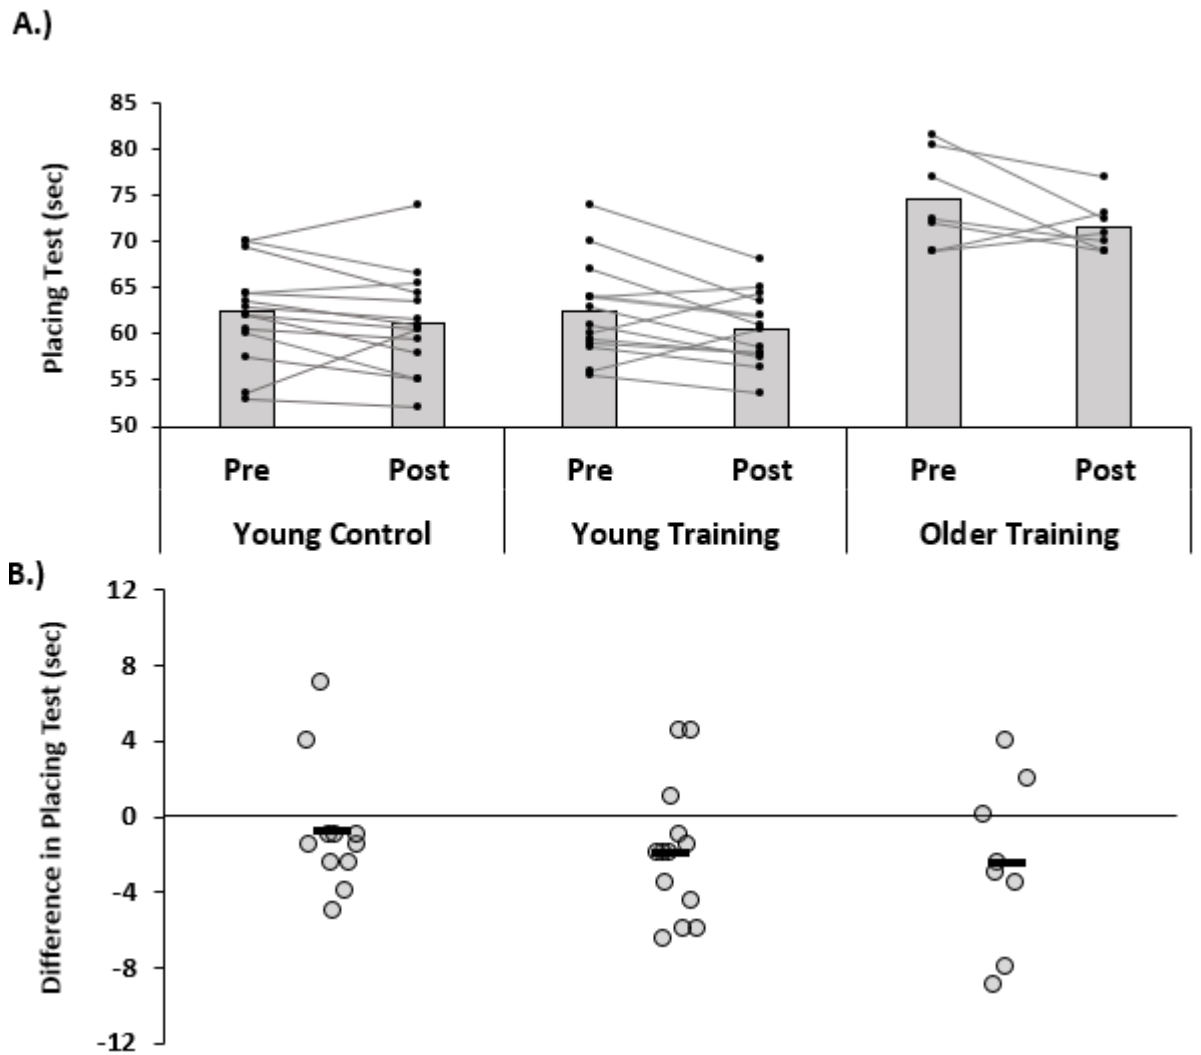 A.)
85
80
75
70
65
60
55
50
Placing Test (sec)
Pre Post Pre Post Pre Post
Young Control Young Training Older Training
B.)
12
8
4
0
-4
-8
-12
Difference in Placing Test (sec)